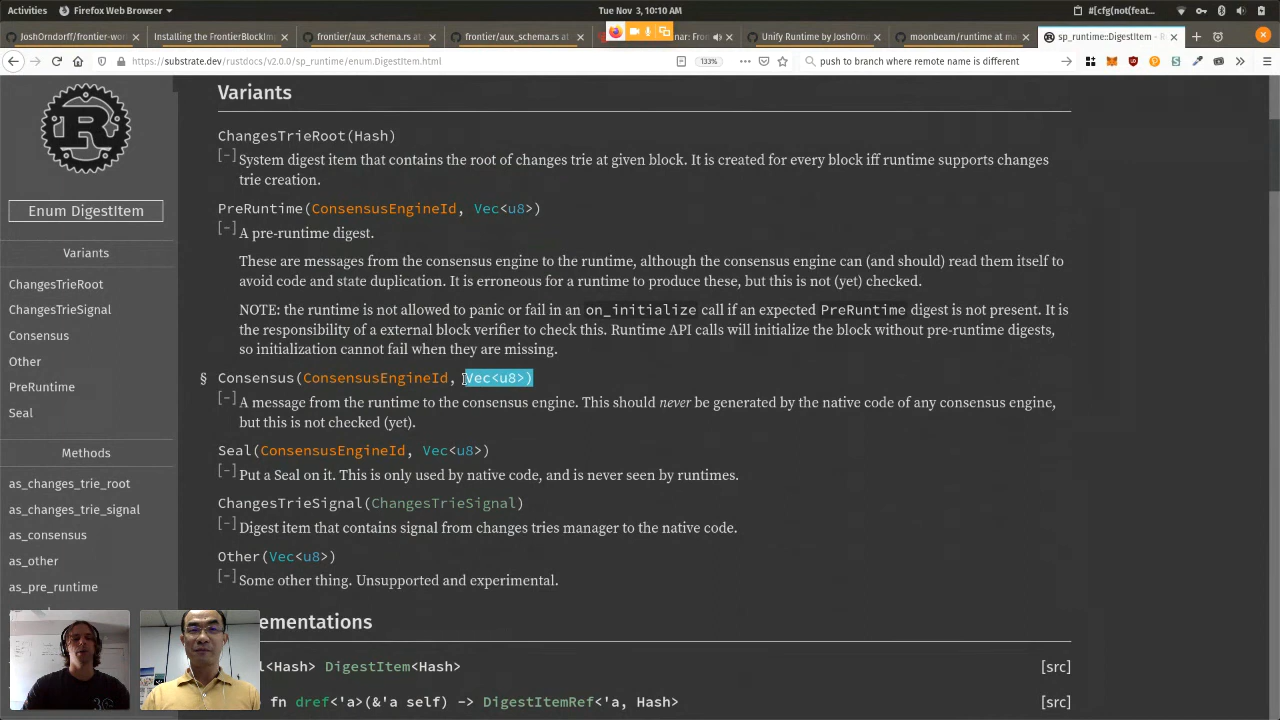 Activities
Firefox Web Browser
Tue Nov 3, 10:10 AM
#[cfg(not(feat…
JoshOrndorff/frontier-wor
Installing the FrontierBlockImp
frontier/aux_schema.rs at
frontier/aux_schema.rs at
nar: Fron
Unify Runtime by JoshOrno
moonbeam/runtime at ma
sp_runtime::DigestItem - R
https://substrate.dev/rustdocs/v2.0.0/sp_runtime/enum.DigestItem.html
133%
push to branch where remote name is different
Enum DigestItem
Variants
ChangesTrieRoot
ChangesTrieSignal
Consensus
Other
PreRuntime
Seal
Methods
as_changes_trie_root
as_changes_trie_signal
as_consensus
as_other
as_pre_runtime
Variants
ChangesTrieRoot(Hash)
[-] System digest item that contains the root of changes trie at given block. It is created for every block iff runtime supports changes
trie creation.
PreRuntime(ConsensusEngineId, Vec<u8>)
[-] A pre-runtime digest.
These are messages from the consensus engine to the runtime, although the consensus engine can (and should) read them itself to
avoid code and state duplication. It is erroneous for a runtime to produce these, but this is not (yet) checked.
NOTE: the runtime is not allowed to panic or fail in an on_initialize call if an expected PreRuntime digest is not present. It is
the responsibility of a external block verifier to check this. Runtime API calls will initialize the block without pre-runtime digests,
so initialization cannot fail when they are missing.
§ Consensus(ConsensusEngineId, Vec<u8>)
[-] A message from the runtime to the consensus engine. This should never be generated by the native code of any consensus engine,
but this is not checked (yet).
Seal(ConsensusEngineId, Vec<u8>)
[-] Put a Seal on it. This is only used by native code, and is never seen by runtimes.
ChangesTrieSignal(ChangesTrieSignal)
[-] Digest item that contains signal from changes tries manager to the native code.
Other(Vec<u8>)
[-] Some other thing. Unsupported and experimental.
ementations
l<Hash> DigestItem<Hash>
[src]
fn dref<'a>(&'a self) -> DigestItemRef<'a, Hash>
[src]